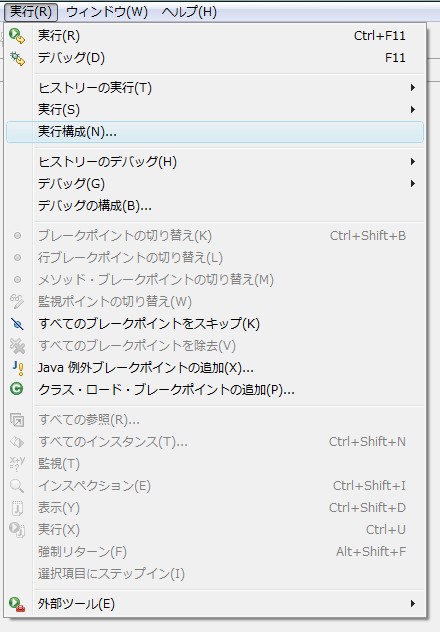 実行(R) ウィンドウ(W) ヘルプ(H)
実行(R) Ctrl+F11
デバッグ(D) F11
ヒストリーの実行(T)
実行(S)
実行構成(N)...
ヒストリーのデバッグ(H)
デバッグ(G)
デバッグの構成(B)...
ブレークポイントの切り替え(K) Ctrl+Shift+B
行ブレークポイントの切り替え(L)
メソッド・ブレークポイントの切り替え(M)
監視ポイントの切り替え(W)
すべてのブレークポイントをスキップ(K)
すべてのブレークポイントを除去(V)
Java 例外ブレークポイントの追加(X)...
クラス・ロード・ブレークポイントの追加(P)...
すべての参照(R)...
すべてのインスタンス(T)... Ctrl+Shift+N
監視(T)
インスペクション(E) Ctrl+Shift+I
表示(Y) Ctrl+Shift+D
実行(X) Ctrl+U
強制リターン(F) Alt+Shift+F
選択項目にステップイン(I)
外部ツール(E)